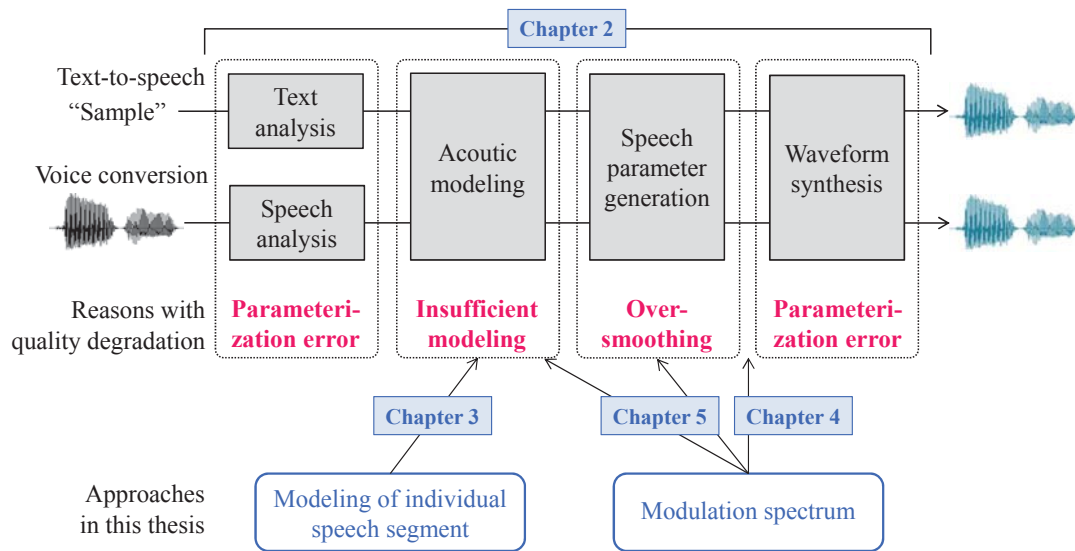 Chapter 2
Text-to-speech
“Sample”
Text
analysis
Voice conversion
Speech
analysis
Acoutic
modeling
Speech
parameter
generation
Waveform
synthesis
Reasons with
quality degradation
Parameteri-
zation error
Insufficient
modeling
Over-
smoothing
Parameteri-
zation error
Chapter 3
Chapter 5
Chapter 4
Approaches
in this thesis
Modeling of individual
speech segment
Modulation spectrum